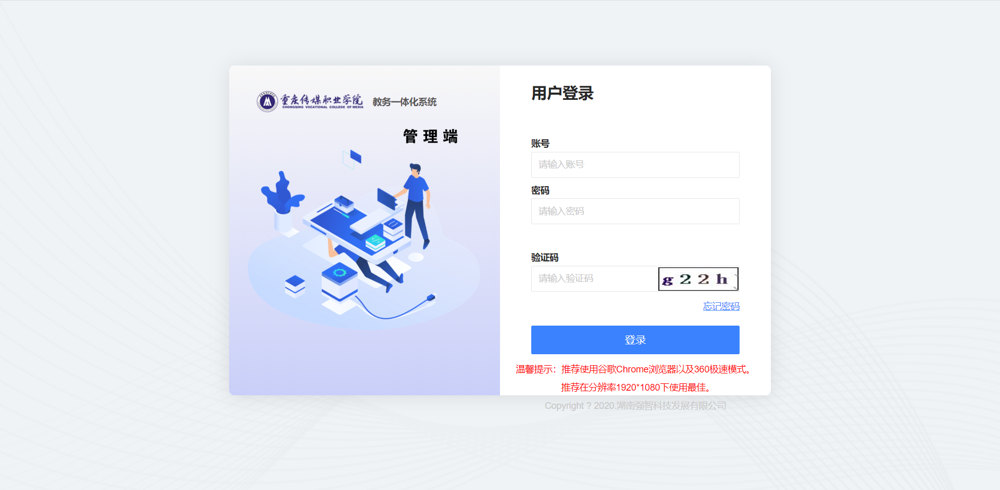 重庆传媒职业学院
CHONGQING VOCATIONAL COLLEGE OF MEDIA
教务一体化系统
管理端
用户登录
账号
请输入账号
密码
请输入密码
验证码
请输入验证码
g22h
忘记密码
登录
温馨提示：推荐使用谷歌Chrome浏览器以及360极速模式。
推荐在分辨率1920*1080下使用最佳。
Copyright ? 2020.湖南强智科技发展有限公司